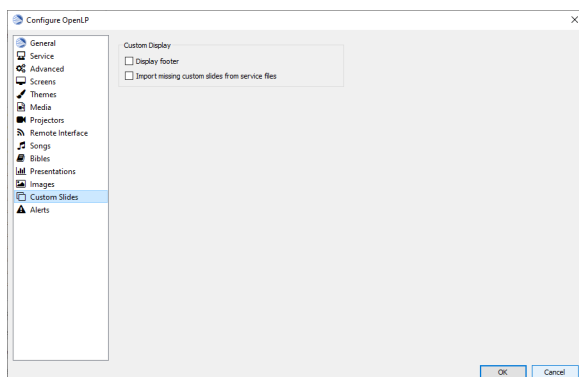 Configure OpenLP
General
Service
Advanced
Screens
Themes
Media
Projectors
Remote Interface
Songs
Bibles
Presentations
Images
Custom Slides
Alerts
Custom Display
Display footer
Import missing custom slides from service files
OK
Cancel